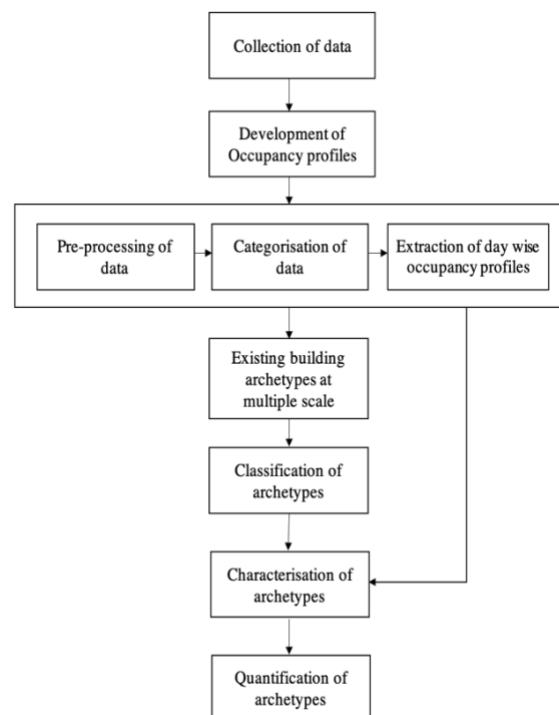 Collection of data
Development of
Occupancy profiles
Pre-processing of
data
Categorisation of
data
Extraction of day wise
occupancy profiles
Existing building
archetypes at
multiple scale
Classification of
archetypes
Characterisation of
archetypes
Quantification of
archetypes